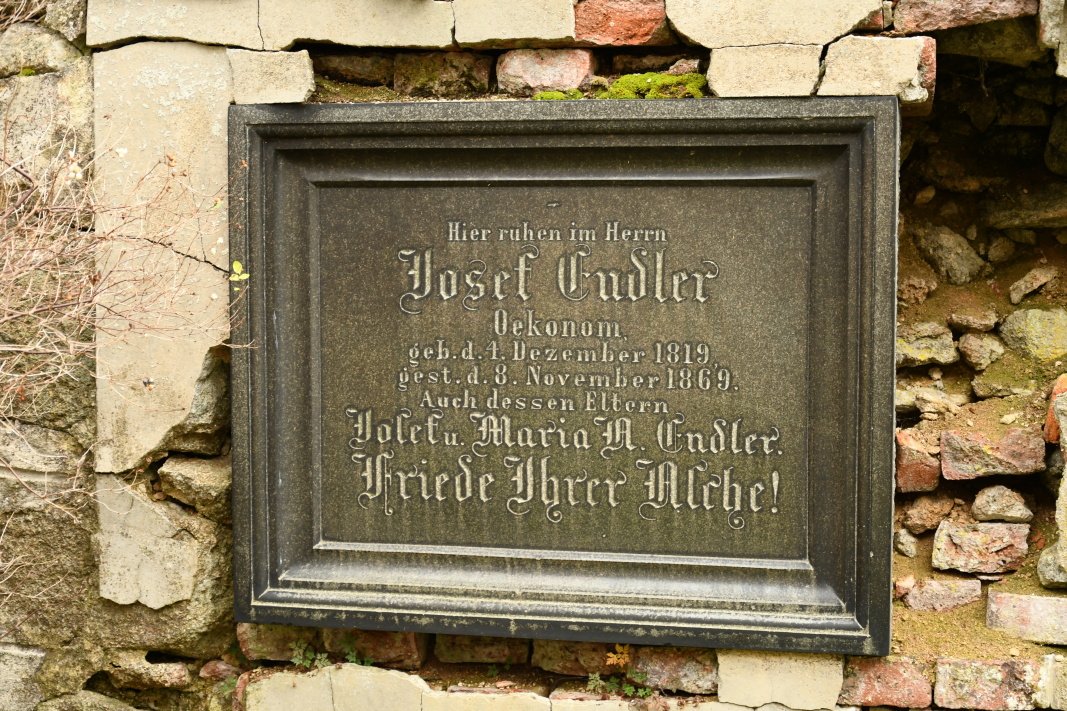 Hier ruhen im Herrn
Josef Endler
Oekonom,
geb. d. 4. Dezember 1819,
gest. d. 8. November 1869.
Auch dessen Eltern
Josef u. Maria A. Endler.
Friede Ihrer Asche!